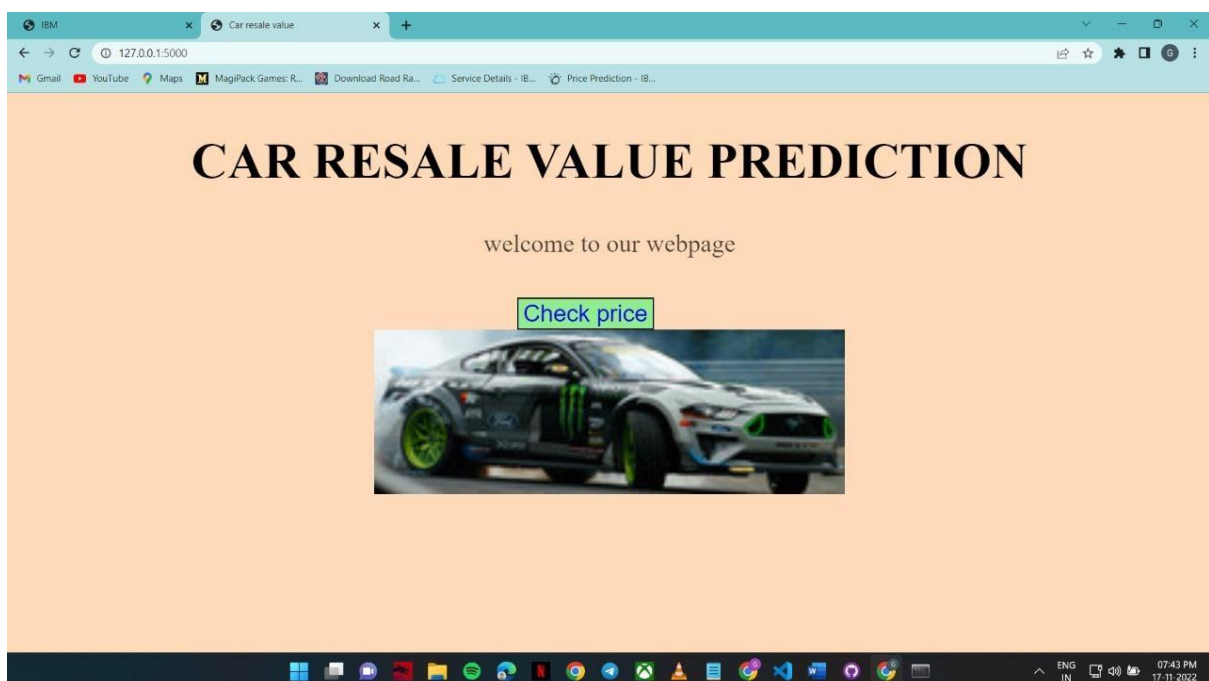 IBM
Car resale value
127.0.0.1:5000
G
Gmail
YouTube
Maps
MagiPack Games: R...
Download Road Ra...
Service Details - IB...
Price Prediction - IB...
CAR RESALE VALUE PREDICTION
welcome to our webpage
Check price
Ford
ENG
IN
07:43 PM
17-11-2022